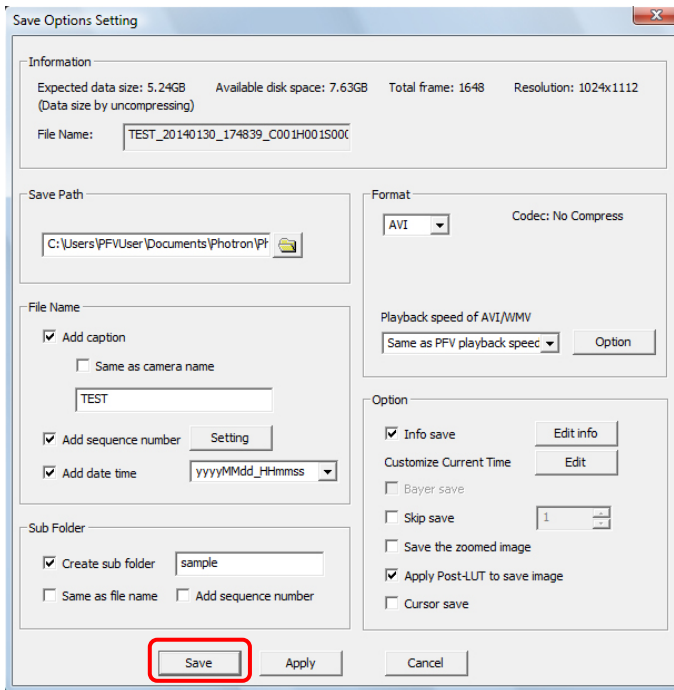 Save Options Setting
Information
Expected data size: 5.24GB Available disk space: 7.63GB Total frame: 1648 Resolution: 1024x1112
(Data size by uncompressing)
File Name: TEST_20140130_174839_C001H001S000
Save Path
C:\Users\PFVUser\Documents\Photron\Ph
File Name
Add caption
Same as camera name
TEST
Add sequence number Setting
Add date time yyyyMMdd_HHmmss
Sub Folder
Create sub folder sample
Same as file name Add sequence number
Format
AVI Codec: No Compress
Playback speed of AVI/WMV
Same as PFV playback speed Option
Option
Info save Edit info
Customize Current Time Edit
Bayer save
Skip save 1
Save the zoomed image
Apply Post-LUT to save image
Cursor save
Save Apply Cancel